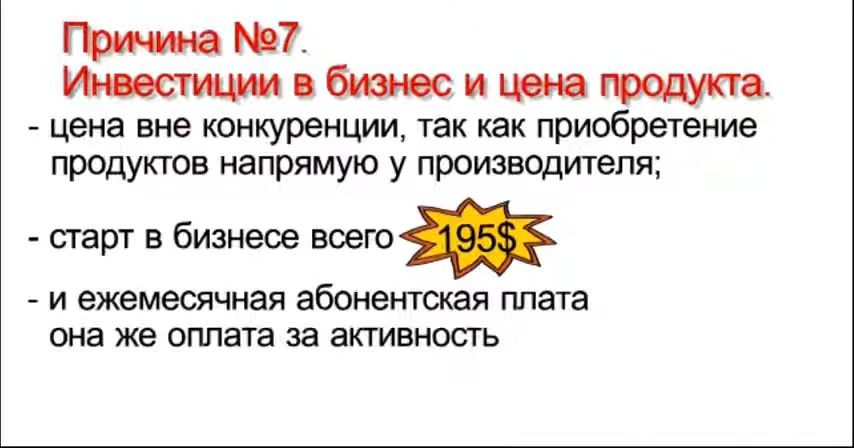 Причина №7.
Инвестиции в бизнес и цена продукта.
- цена вне конкуренции, так как приобретение
продуктов напрямую у производителя;
- старт в бизнесе всего 195$
- и ежемесячная абонентская плата
она же оплата за активность